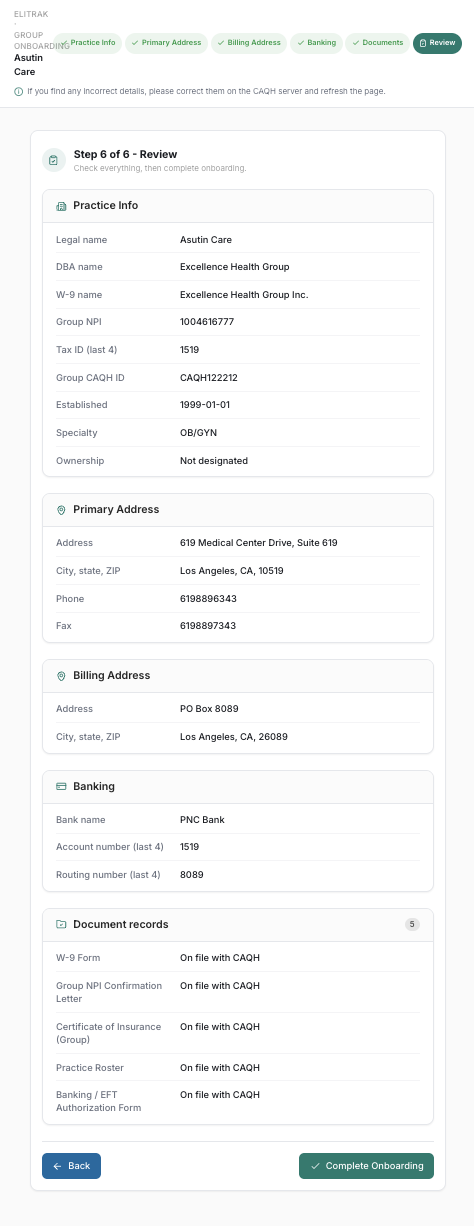 ELITRAK
·
GROUP
ONBOARDING
Asutin
Care
Practice Info
Primary Address
Billing Address
Banking
Documents
Review
If you find any incorrect details, please correct them on the CAQH server and refresh the page.
Step 6 of 6 - Review
Check everything, then complete onboarding.
Practice Info
Legal name Asutin Care
DBA name Excellence Health Group
W-9 name Excellence Health Group Inc.
Group NPI 1004616777
Tax ID (last 4) 1519
Group CAQH ID CAQH122212
Established 1999-01-01
Specialty OB/GYN
Ownership Not designated
Primary Address
Address 619 Medical Center Drive, Suite 619
City, state, ZIP Los Angeles, CA, 10519
Phone 6198896343
Fax 6198897343
Billing Address
Address PO Box 8089
City, state, ZIP Los Angeles, CA, 26089
Banking
Bank name PNC Bank
Account number (last 4) 1519
Routing number (last 4) 8089
Document records 5
W-9 Form On file with CAQH
Group NPI Confirmation On file with CAQH
Letter
Certificate of Insurance On file with CAQH
(Group)
Practice Roster On file with CAQH
Banking / EFT On file with CAQH
Authorization Form
Back
Complete Onboarding